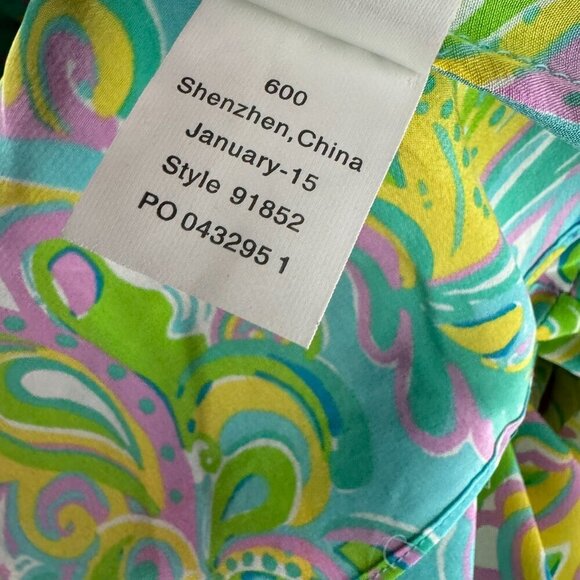 600
Shenzhen, China
January-15
Style 91852
PO 043295 1